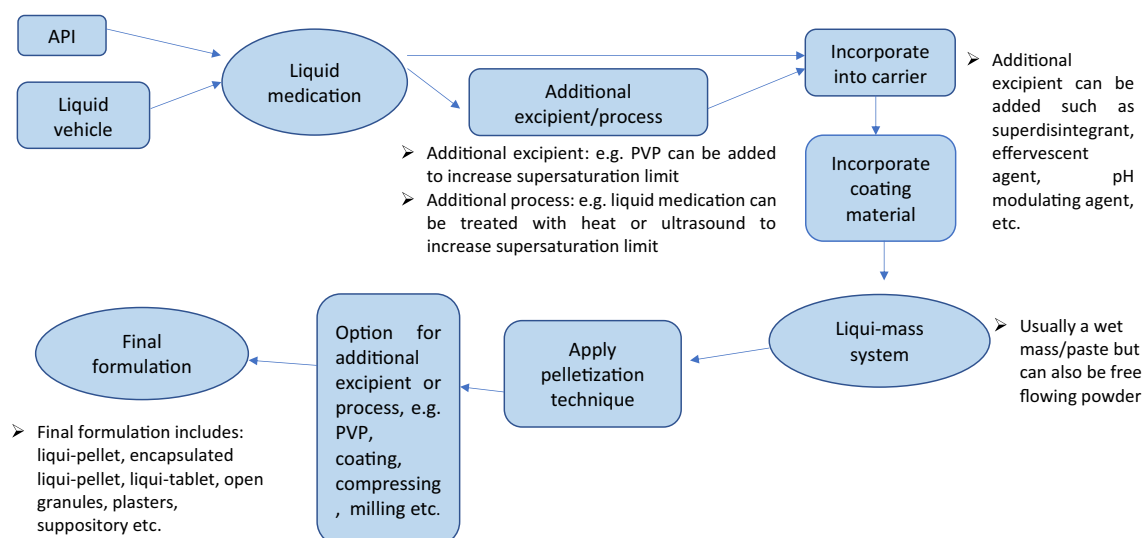 API
Liquid
vehicle
Liquid
medication
Additional
excipient/process
➢ Additional excipient: e.g. PVP can be added
to increase supersaturation limit
➢ Additional process: e.g. liquid medication can
be treated with heat or ultrasound to
increase supersaturation limit
Incorporate
into carrier
➢ Additional
excipient can be
added such as
superdisintegrant,
effervescent
agent, pH
modulating agent,
etc.
Incorporate
coating
material
Liqui-mass
system
➢ Usually a wet
mass/paste but
can also be free
flowing powder
Apply
pelletization
technique
Option for
additional
excipient or
process, e.g.
PVP,
coating,
compressing
, milling etc.
Final
formulation
➢ Final formulation includes:
liqui-pellet, encapsulated
liqui-pellet, liqui-tablet, open
granules, plasters,
suppository etc.